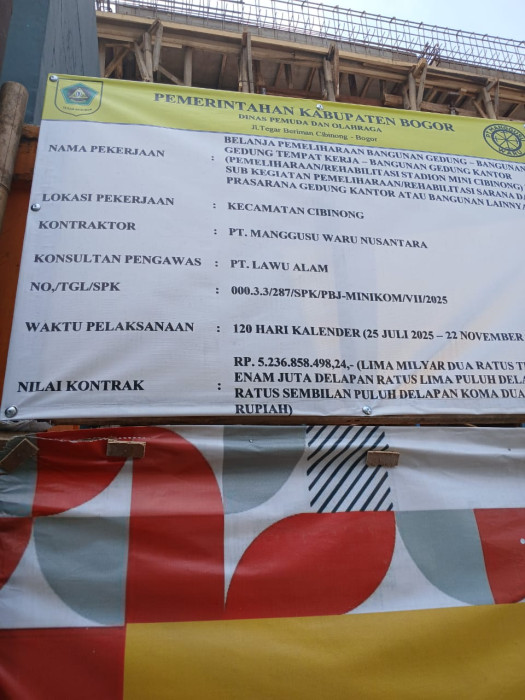 PEMERINTAHAN KABUPATEN BOGOR
DINAS PEMUDA DAN OLAHRAGA
Jl.Tegar Beriman Cibinong - Bogor
NAMA PEKERJAAN : BELANJA PEMELIHARAAN BANGUNAN GEDUNG – BANGUNAN
GEDUNG TEMPAT KERJA – BANGUNAN GEDUNG KANTOR
(PEMELIHARAAN/REHABILITASI STADION MINI CIBINONG)
SUB KEGIATAN PEMELIHARAAN/REHABILITASI SARANA DA
PRASARANA GEDUNG KANTOR ATAU BANGUNAN LAINNYA
LOKASI PEKERJAAN : KECAMATAN CIBINONG
KONTRAKTOR : PT. MANGGUSU WARU NUSANTARA
KONSULTAN PENGAWAS : PT. LAWU ALAM
NO,/TGL/SPK : 000.3.3/287/SPK/PBJ-MINIKOM/VII/2025
WAKTU PELAKSANAAN : 120 HARI KALENDER (25 JULI 2025 – 22 NOVEMBER
NILAI KONTRAK : RP. 5.236.858.498,24,- (LIMA MILYAR DUA RATUS T
ENAM JUTA DELAPAN RATUS LIMA PULUH DELA
RATUS SEMBILAN PULUH DELAPAN KOMA DUA
RUPIAH)